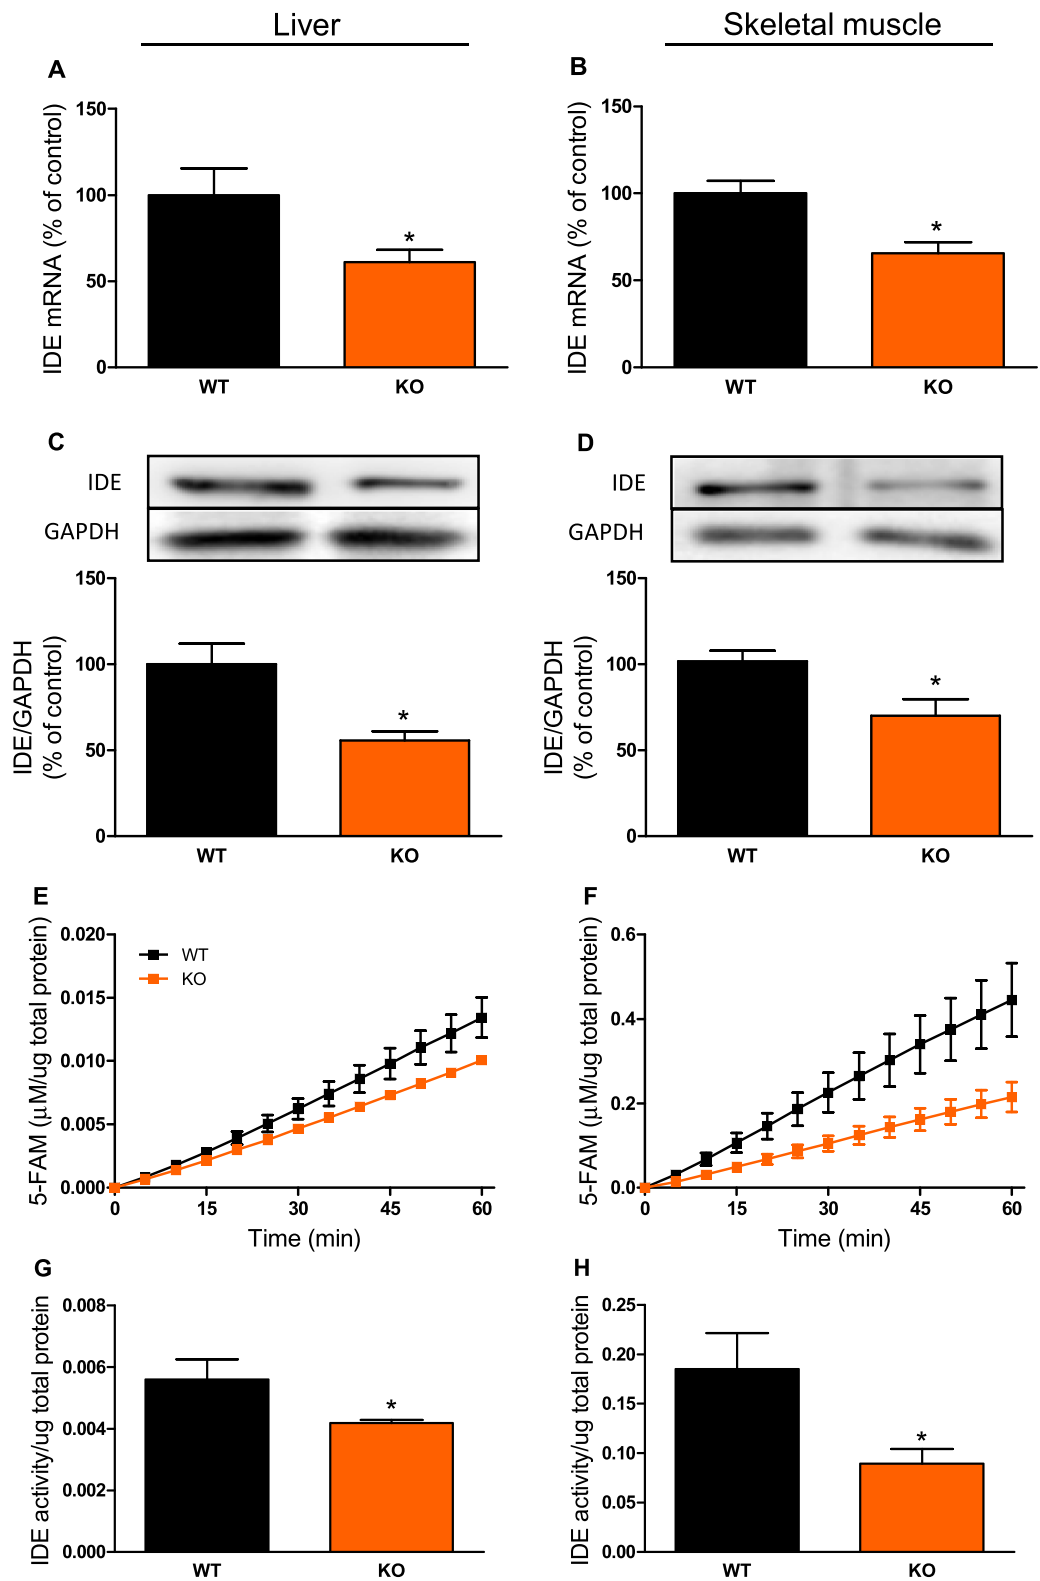 Liver
Skeletal muscle
A
IDE mRNA (% of control)
150
100
50
0
*
WT
KO
B
IDE mRNA (% of control)
150
100
50
0
*
WT
KO
C
IDE
GAPDH
IDE/GAPDH
(% of control)
150
100
50
0
*
WT
KO
D
IDE
GAPDH
IDE/GAPDH
(% of control)
150
100
50
0
*
WT
KO
E
5-FAM (μM/ug total protein)
0.020
0.015
0.010
0.005
0.000
WT
KO
0
15
30
45
60
Time (min)
F
5-FAM (μM/ug total protein)
0.6
0.4
0.2
0.0
0
15
30
45
60
Time (min)
G
IDE activity/ug total protein
0.008
0.006
0.004
0.002
0.000
*
WT
KO
H
IDE activity/ug total protein
0.25
0.20
0.15
0.10
0.05
0.00
*
WT
KO